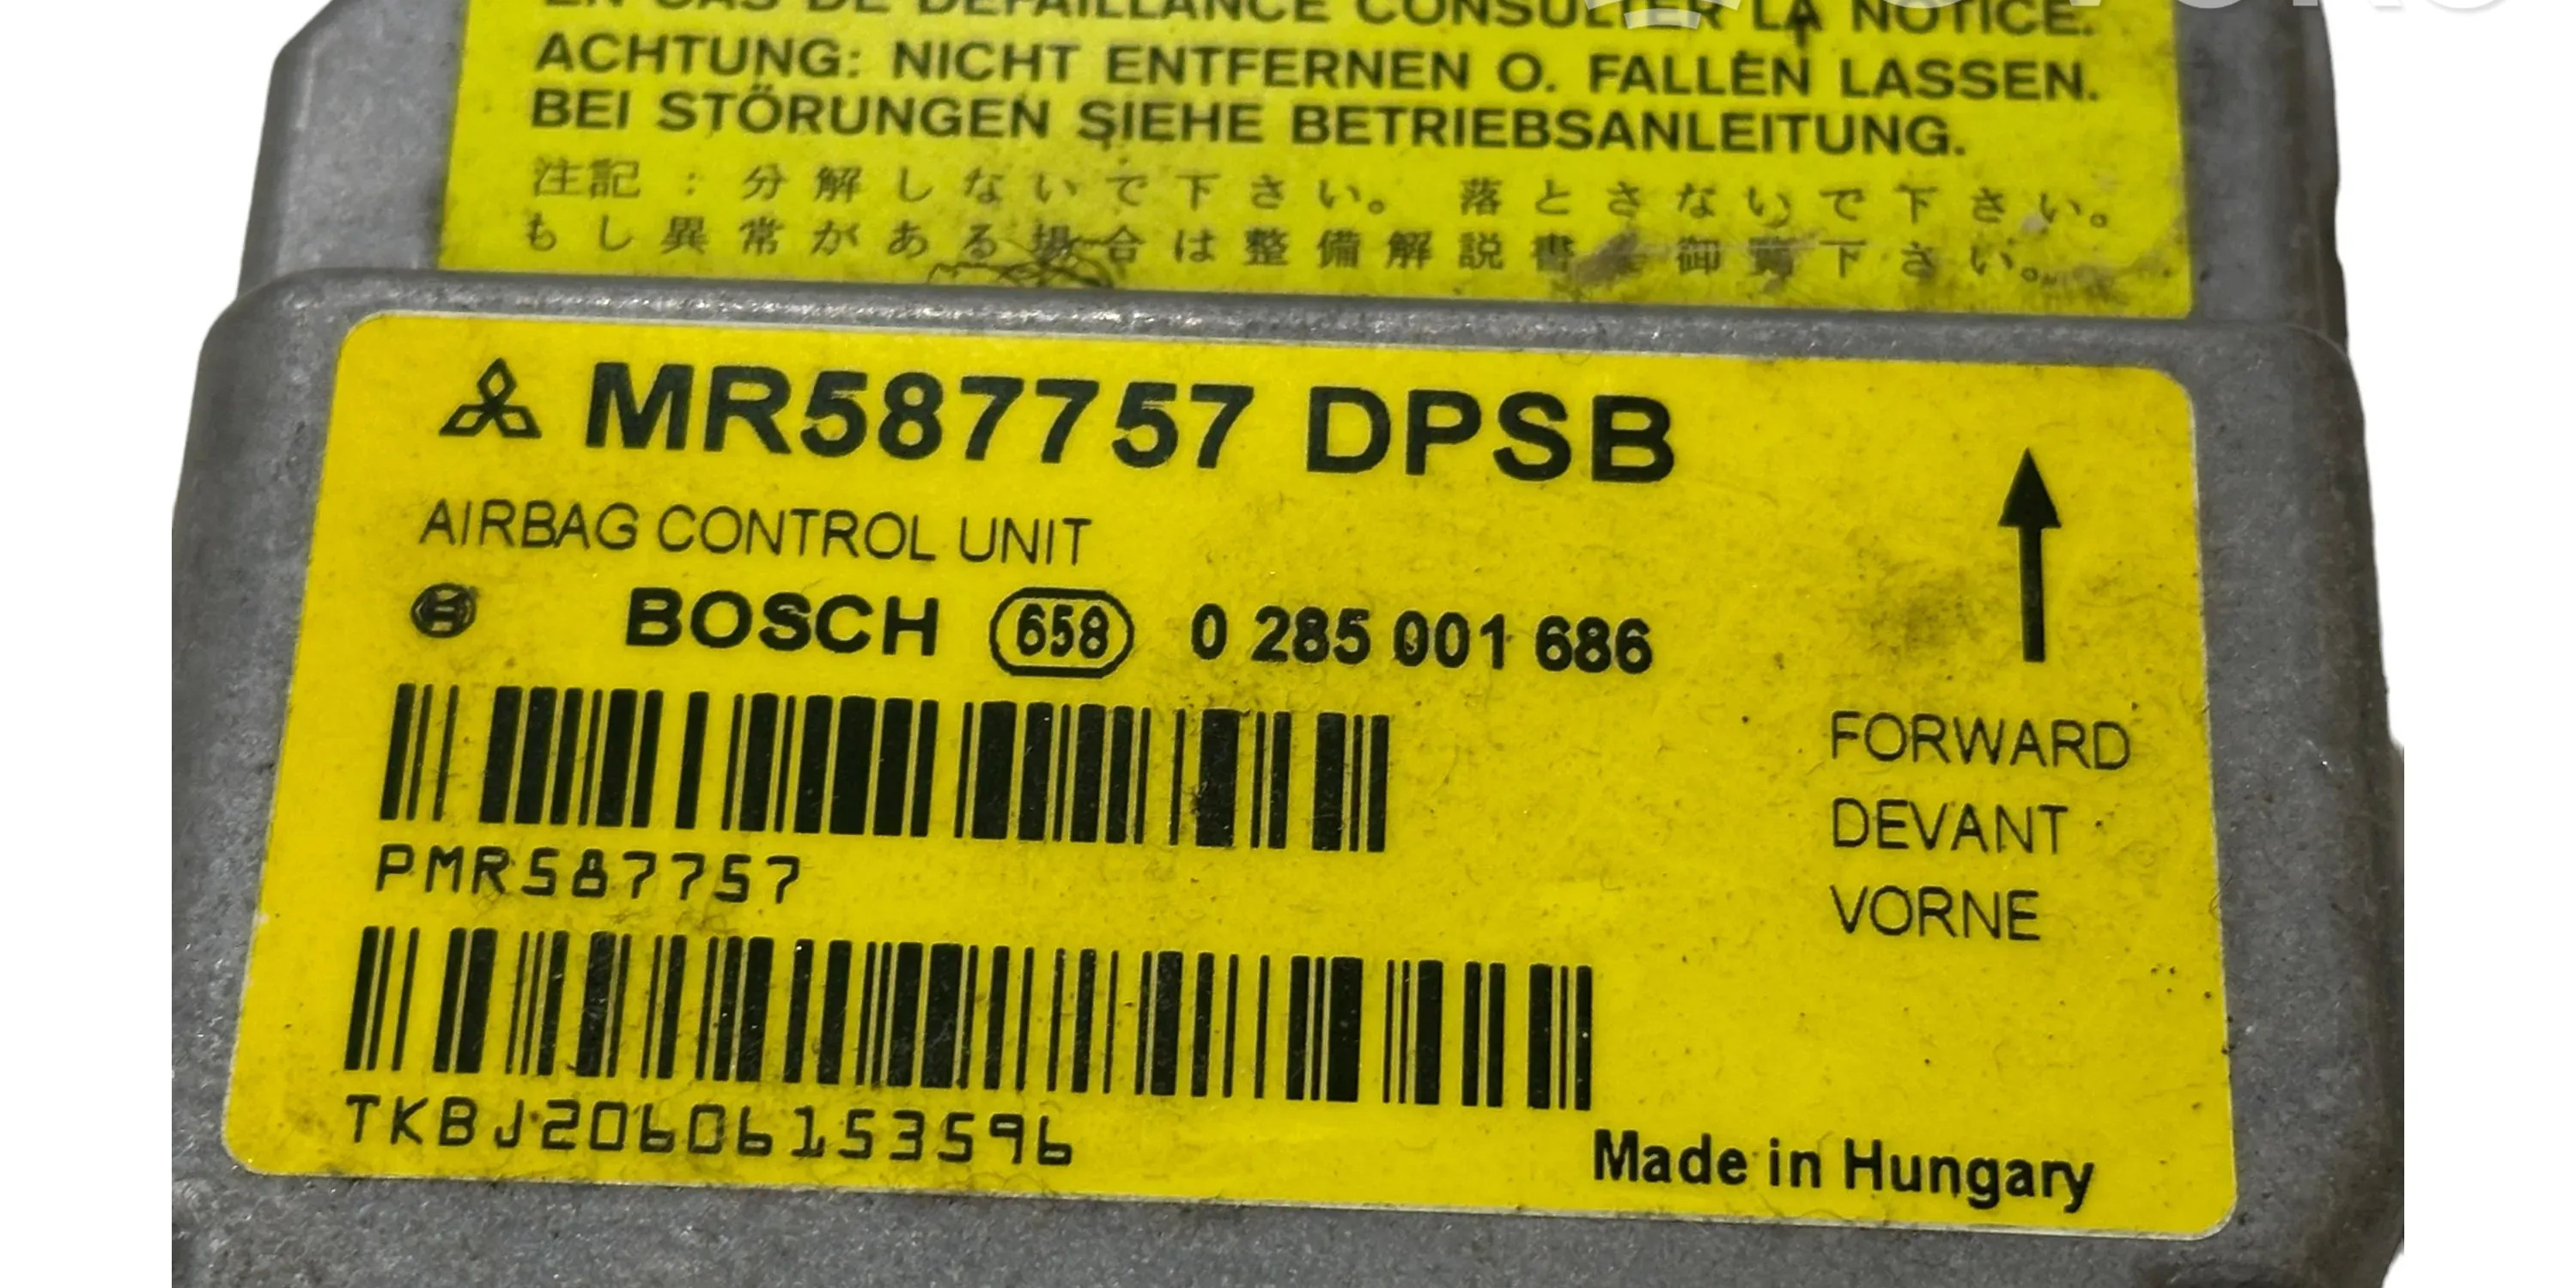 EN CAS DE DÉFAILLANCE CONSULTER LA NOTICE.
ACHTUNG: NICHT ENTFERNEN O. FALLEN LASSEN.
BEI STÖRUNGEN SIEHE BETRIEBSANLEITUNG.
注記：分解しないで下さい。 落とさないで下さい。
もし異常がある場合は整備解説書 御覧下さい。
MR587757 DPSB
AIRBAG CONTROL UNIT
BOSCH 658 0 285 001 686
PMR587757
TKBJ20606153596
FORWARD
DEVANT
VORNE
Made in Hungary